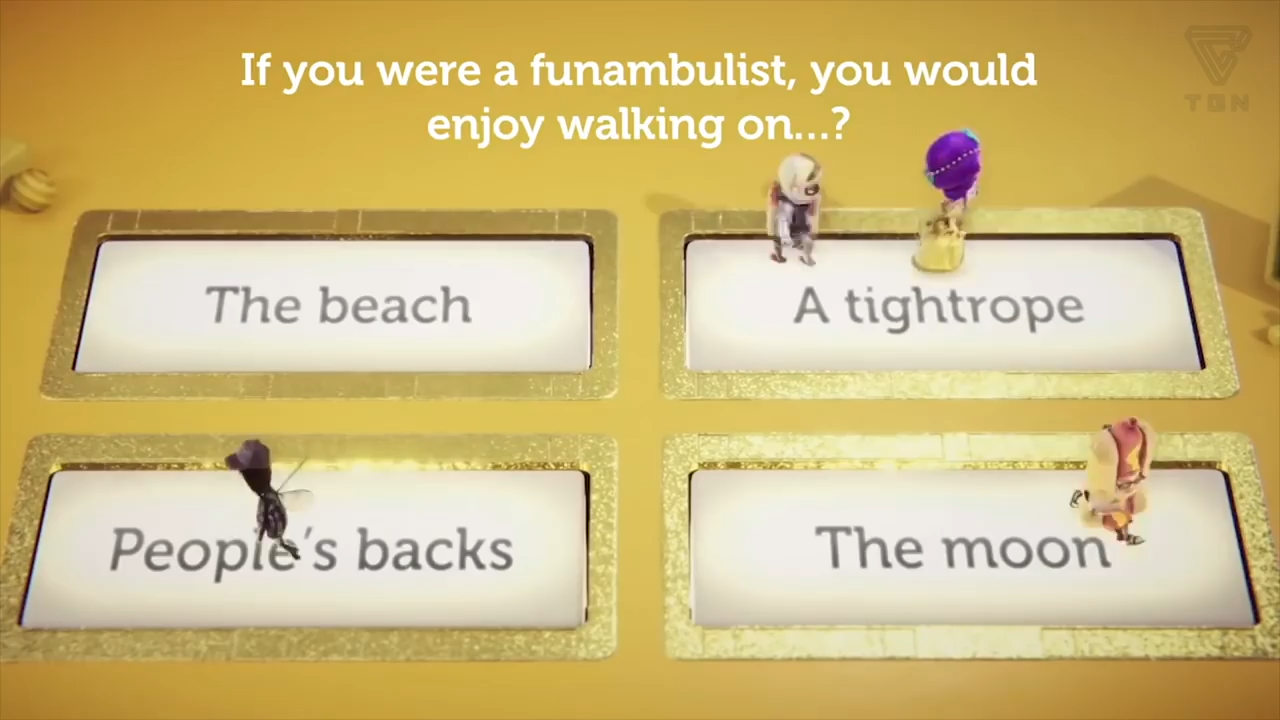 If you were a funambulist, you would
enjoy walking on...?
TGN
The beach
A tightrope
People's backs
The moon